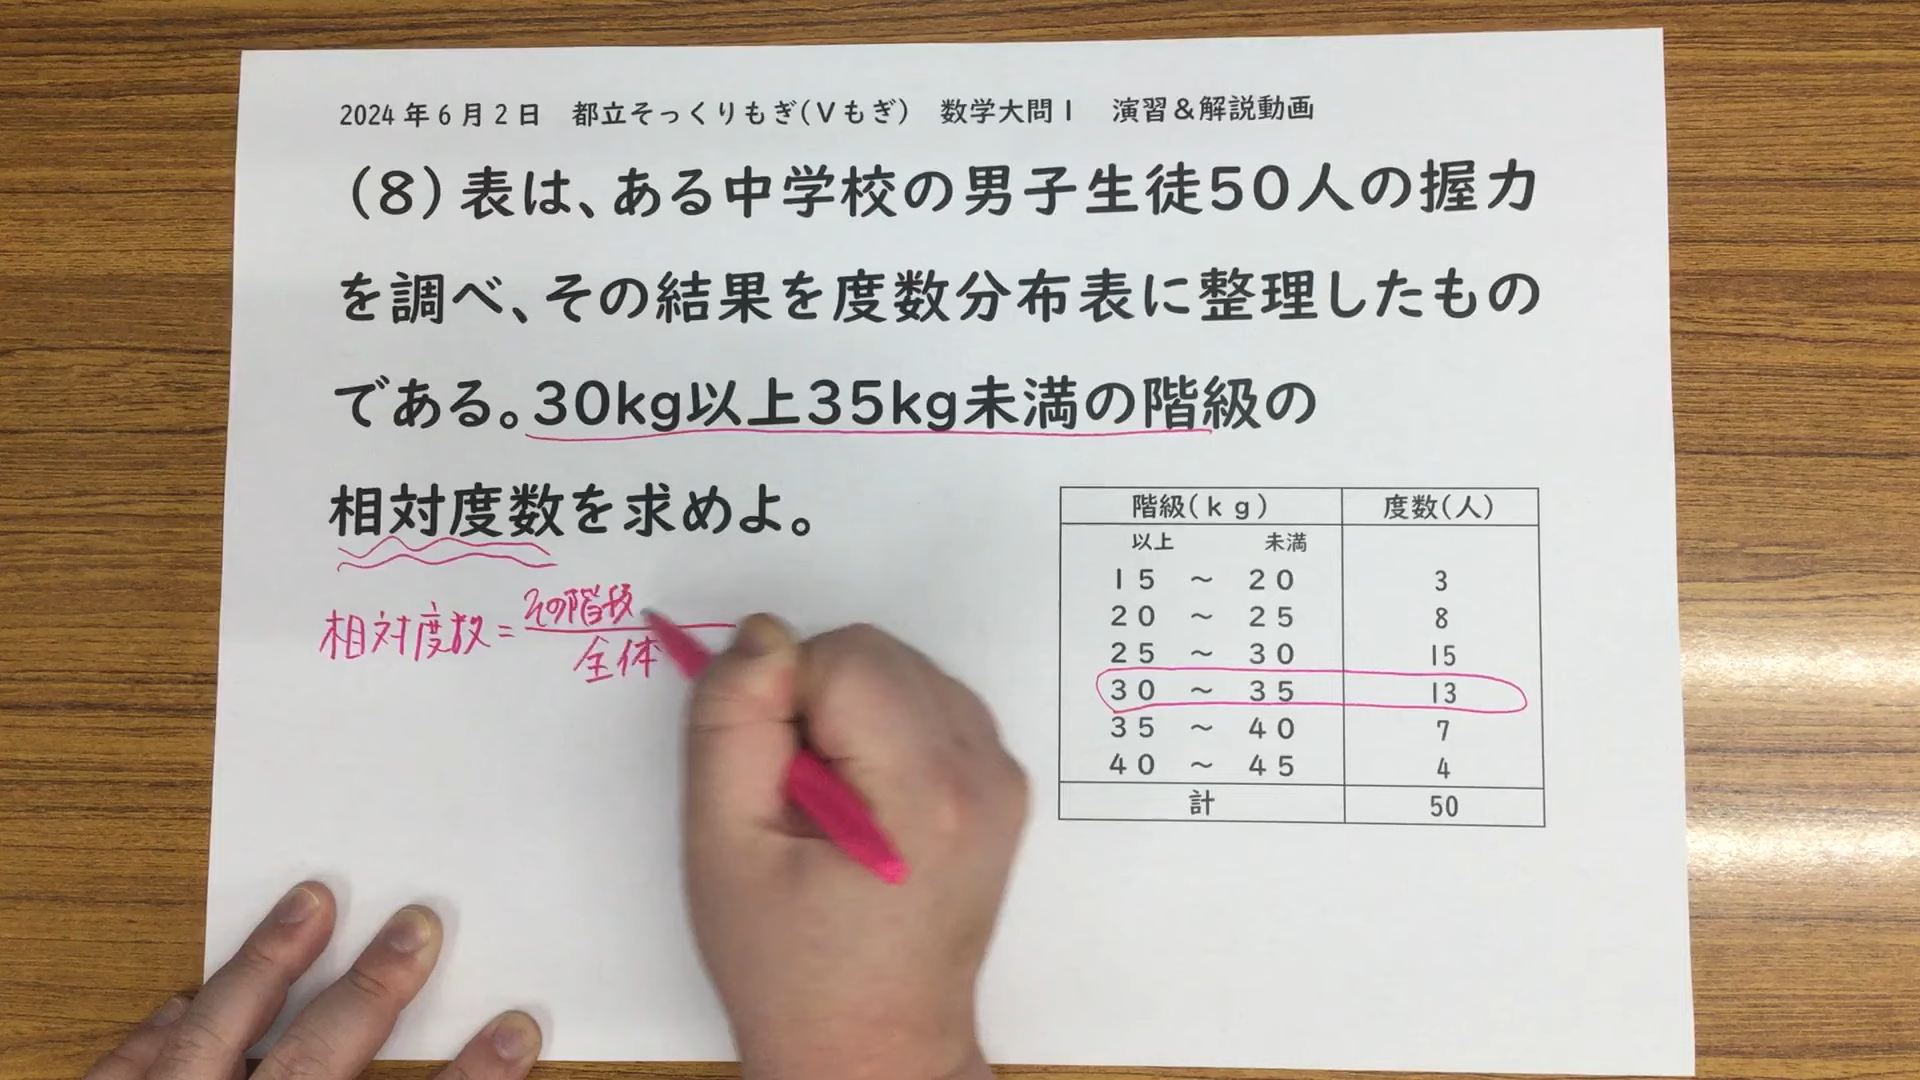 2024年6月2日 都立そっくりもぎ(Vもぎ) 数学大問1 演習&解説動画
(8)表は、ある中学校の男子生徒50人の握力
を調べ、その結果を度数分布表に整理したもの
である。30kg以上35kg未満の階級の
相対度数を求めよ。
相対度数=その階級
全体
階級(kg) 度数(人)
以上 未満
15 ～ 20 3
20 ～ 25 8
25 ～ 30 15
30 ～ 35 13
35 ～ 40 7
40 ～ 45 4
計 50